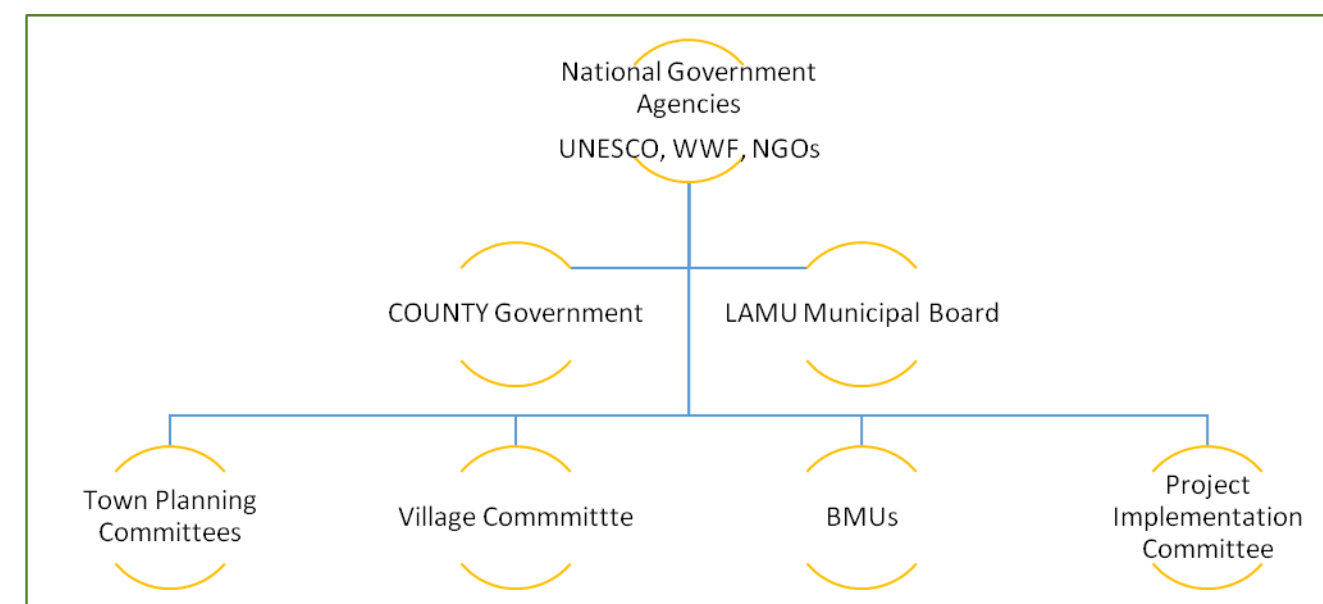 National Government
Agencies
UNESCO, WWF, NGOs
COUNTY Government
LAMU Municipal Board
Town Planning
Committees
Village Commmittte
BMUs
Project
Implementation
Committee